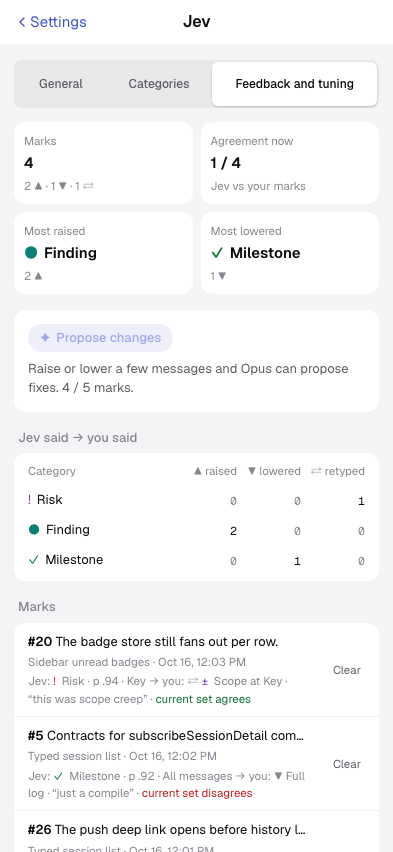 Settings
Jev
General Categories Feedback and tuning
Marks
4
2 ▲ · 1 ▼ · 1 ⇄
Agreement now
1 / 4
Jev vs your marks
Most raised
Finding
2 ▲
Most lowered
✓ Milestone
1 ▼
✦ Propose changes
Raise or lower a few messages and Opus can propose
fixes. 4 / 5 marks.
Jev said → you said
Category ▲ raised ▼ lowered ⇄ retyped
! Risk 0 0 1
Finding 2 0 0
✓ Milestone 0 1 0
Marks
#20 The badge store still fans out per row.
Sidebar unread badges · Oct 16, 12:03 PM
Jev: ! Risk · p .94 · Key → you: ⇄ ± Scope at Key ·
“this was scope creep” · current set agrees
Clear
#5 Contracts for subscribeSessionDetail com…
Typed session list · Oct 16, 12:02 PM
Jev: ✓ Milestone · p .92 · All messages → you: ▼ Full
log · “just a compile” · current set disagrees
Clear
#26 The push deep link opens before history l…
Typed session list · Oct 16, 12:01 PM